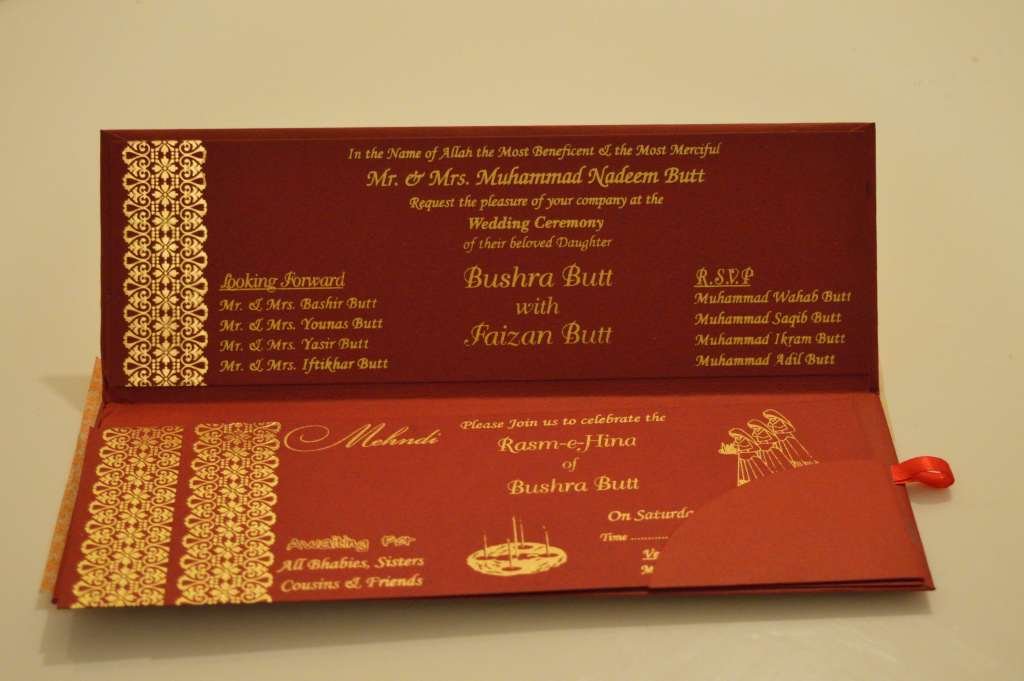 In the Name of Allah the Most Beneficent & the Most Merciful
Mr. & Mrs. Muhammad Nadeem Butt
Request the pleasure of your company at the
Wedding Ceremony
of their beloved Daughter
Bushra Butt
with
Faizan Butt
Looking Forward
Mr. & Mrs. Bashir Butt
Mr. & Mrs. Younas Butt
Mr. & Mrs. Yasir Butt
Mr. & Mrs. Iftikhar Butt
R.S.V.P
Muhammad Wahab Butt
Muhammad Saqib Butt
Muhammad Ikram Butt
Muhammad Adil Butt
Mehndi
Please Join us to celebrate the
Rasm-e-Hina
of
Bushra Butt
Awaiting For
All Bhabies, Sisters
Cousins & Friends
On Saturda
Time ...........